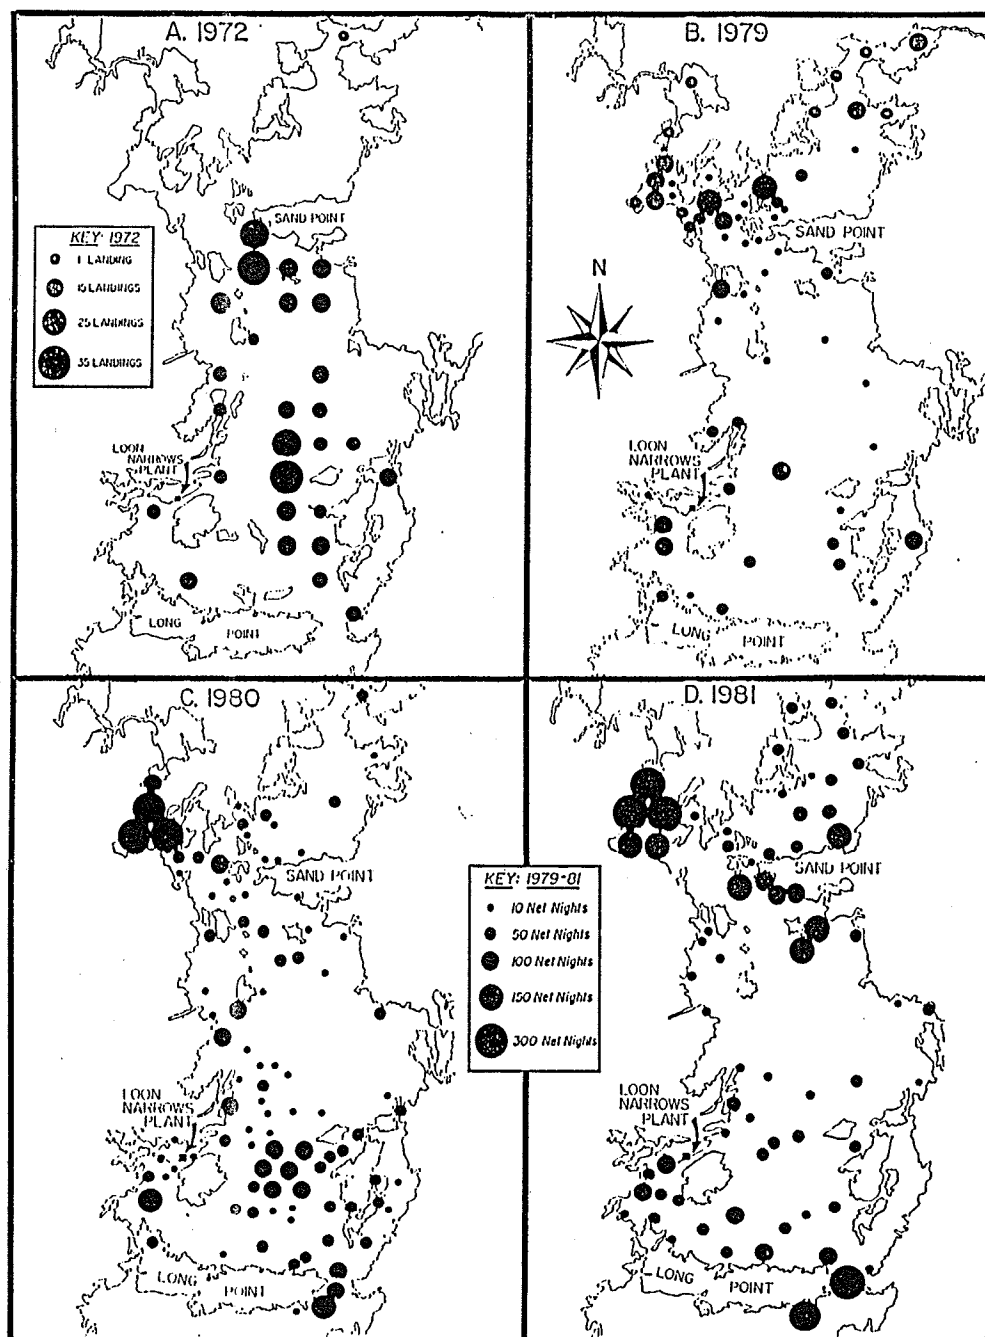 A. 1972
SAND POINT
KEY: 1972
1 LANDING
15 LANDINGS
25 LANDINGS
35 LANDINGS
LOON
NARROWS
PLANT
LONG
POINT
B. 1979
SAND POINT
N
LOON
NARROWS
PLANT
LONG
POINT
C. 1980
SAND POINT
LOON
NARROWS
PLANT
LONG
POINT
KEY: 1979-81
10 Net Nights
50 Net Nights
100 Net Nights
150 Net Nights
300 Net Nights
D. 1981
SAND POINT
LOON
NARROWS
PLANT
LONG
POINT